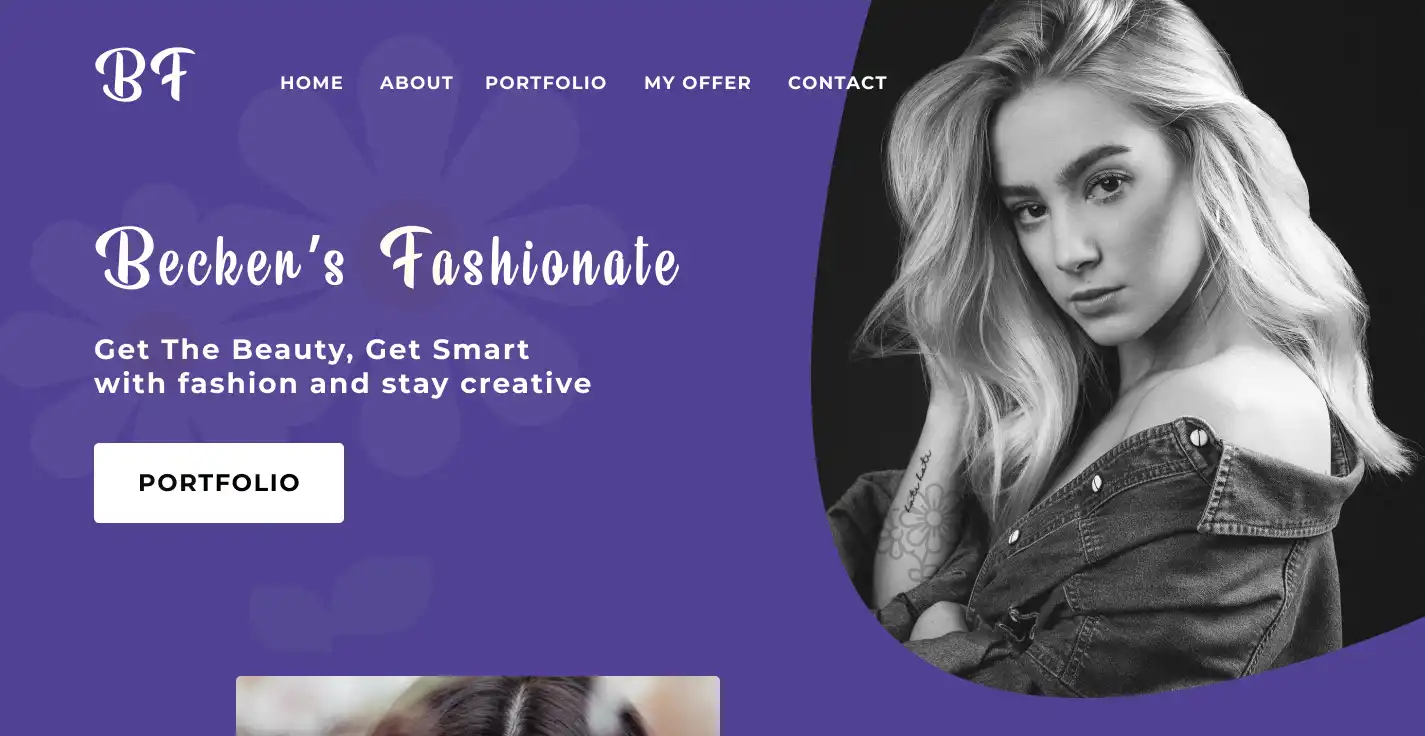 BF
HOME ABOUT PORTFOLIO MY OFFER CONTACT
Becker's Fashionate
Get The Beauty, Get Smart
with fashion and stay creative
PORTFOLIO